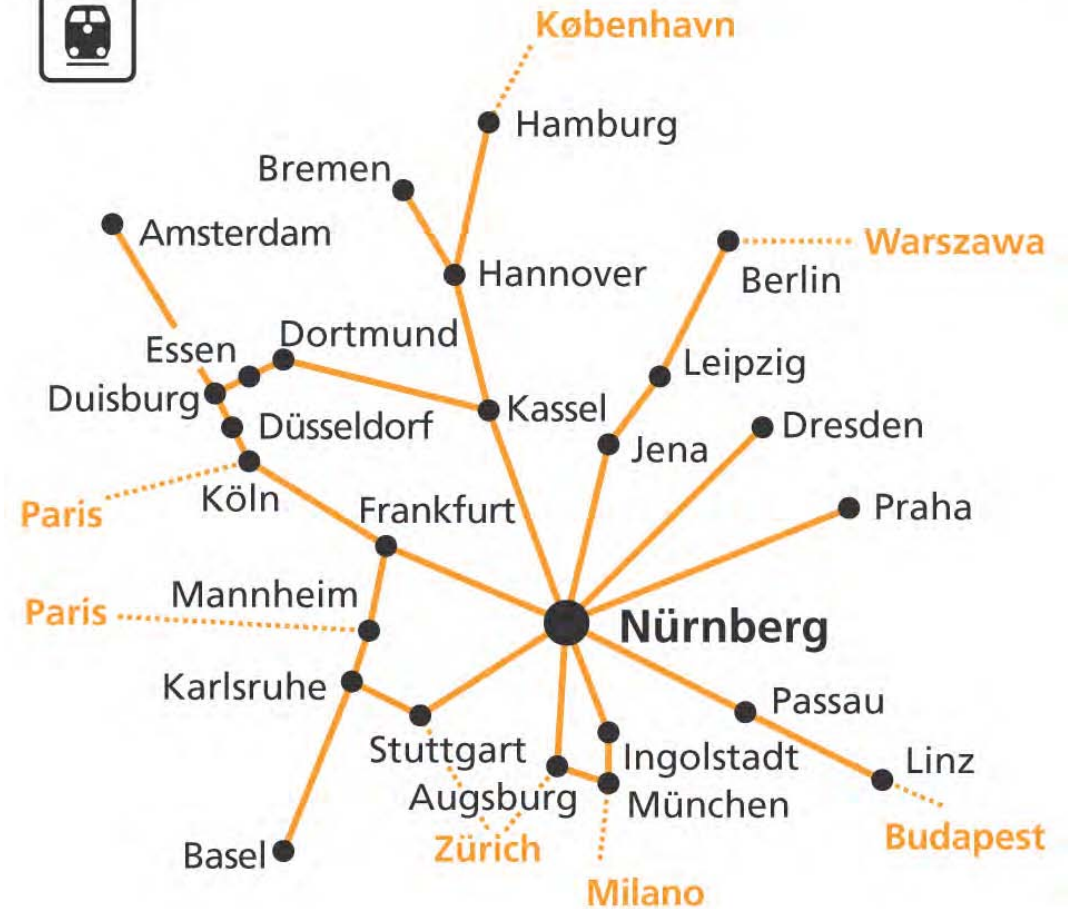 København
Hamburg
Bremen
Amsterdam
Warszawa
Hannover
Berlin
Dortmund
Essen
Leipzig
Duisburg
Kassel
Düsseldorf
Dresden
Jena
Köln
Paris
Frankfurt
Praha
Mannheim
Paris
Nürnberg
Karlsruhe
Passau
Stuttgart
Ingolstadt
Linz
Augsburg
München
Budapest
Zürich
Basel
Milano